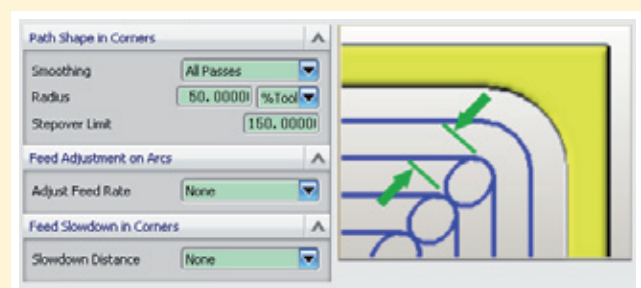 Path Shape in Corners
Smoothing All Passes
Radius 50.0000 %Tool
Stepover Limit 150.0000
Feed Adjustment on Arcs
Adjust Feed Rate None
Feed Slowdown in Corners
Slowdown Distance None